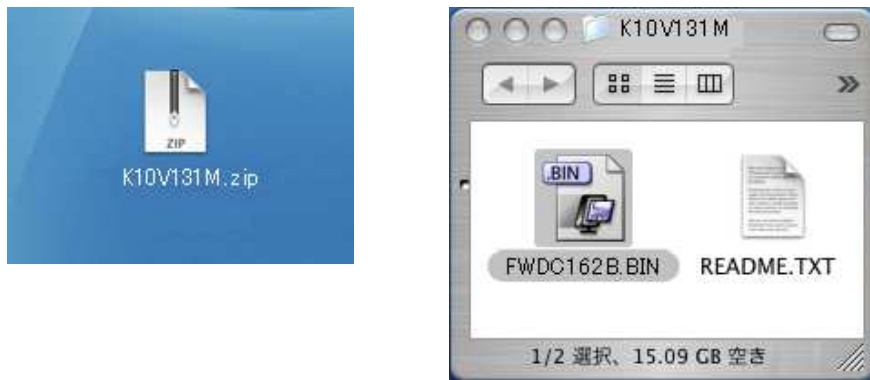 ZIP
K10V131M.zip
K10V131M
.BIN
FWDC162B.BIN
README.TXT
1/2 選択、15.09 GB 空き